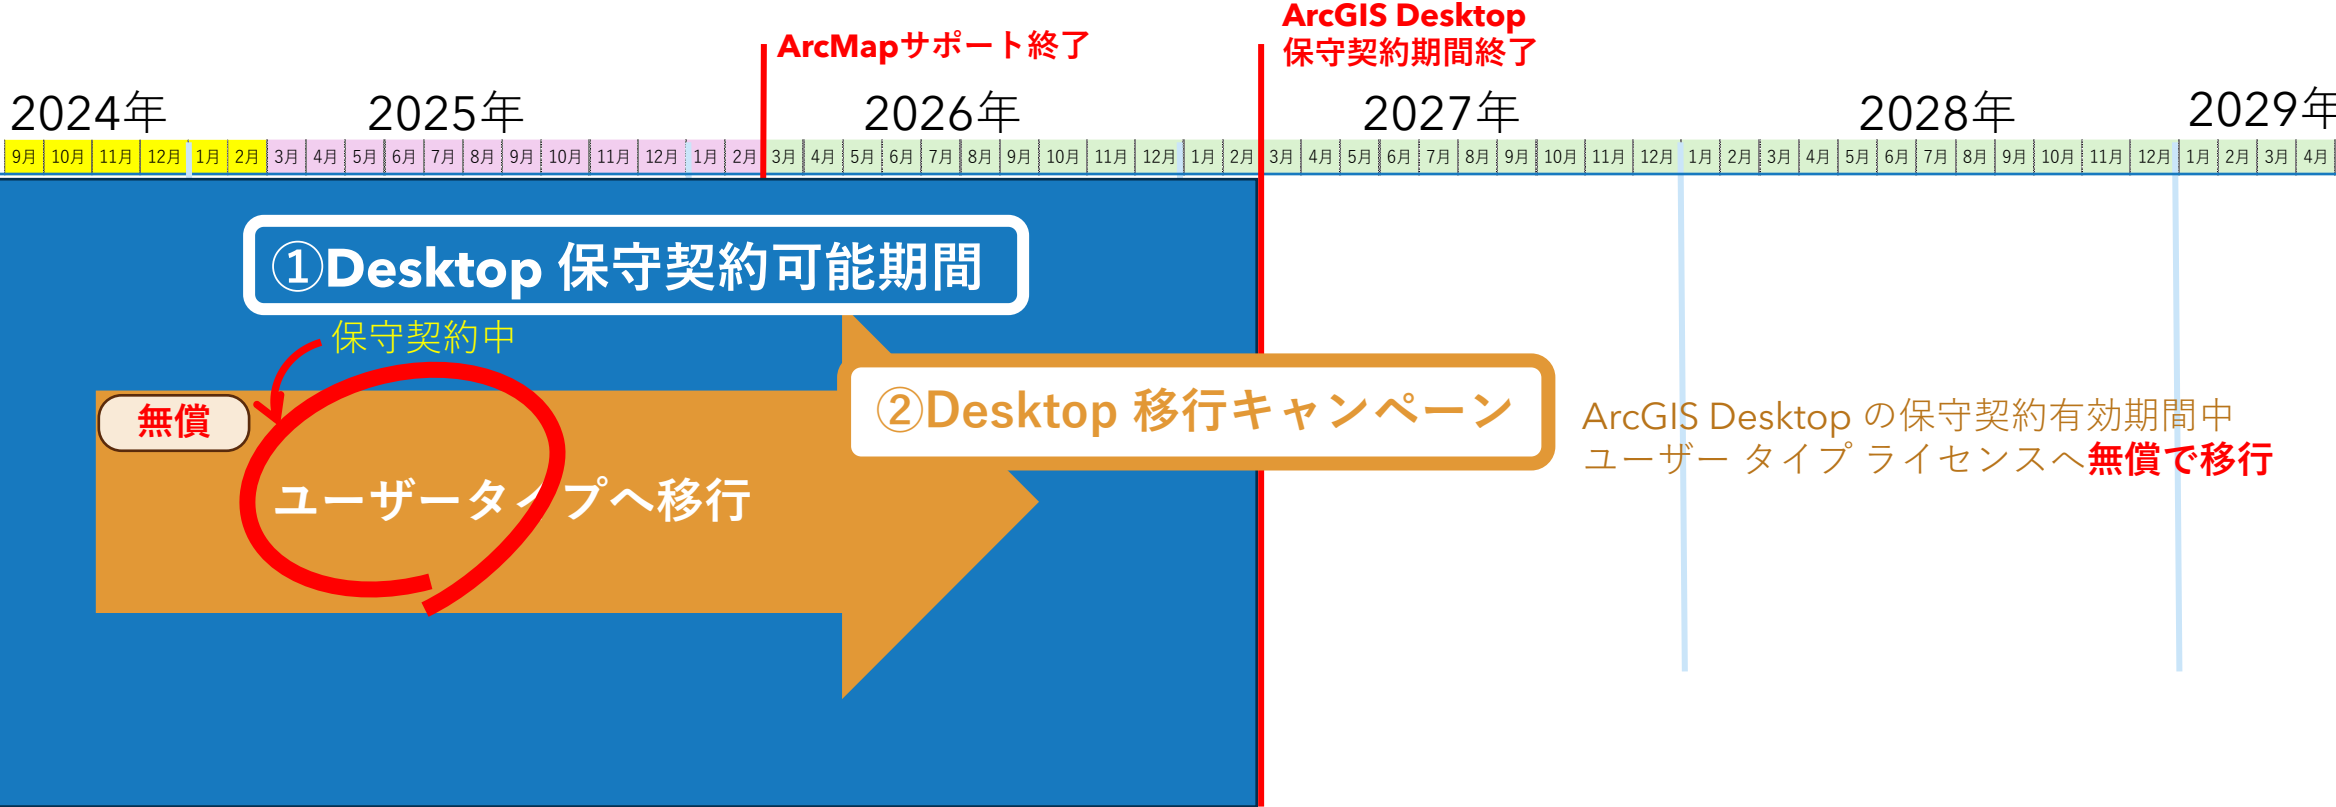 ArcGIS Desktop
保守契約期間終了
ArcMapサポート終了
2024年 2025年 2026年 2027年 2028年 2029年
9月 10月 11月 12月 1月 2月 3月 4月 5月 6月 7月 8月 9月 10月 11月 12月 1月 2月 3月 4月 5月 6月 7月 8月 9月 10月 11月 12月 1月 2月 3月 4月 5月 6月 7月 8月 9月 10月 11月 12月 1月 2月 3月 4月 5月 6月 7月 8月 9月 10月 11月 12月 1月 2月 3月 4月
①Desktop 保守契約可能期間
保守契約中
無償
②Desktop 移行キャンペーン
ArcGIS Desktop の保守契約有効期間中
ユーザー タイプ ライセンスへ無償で移行
ユーザータイプへ移行